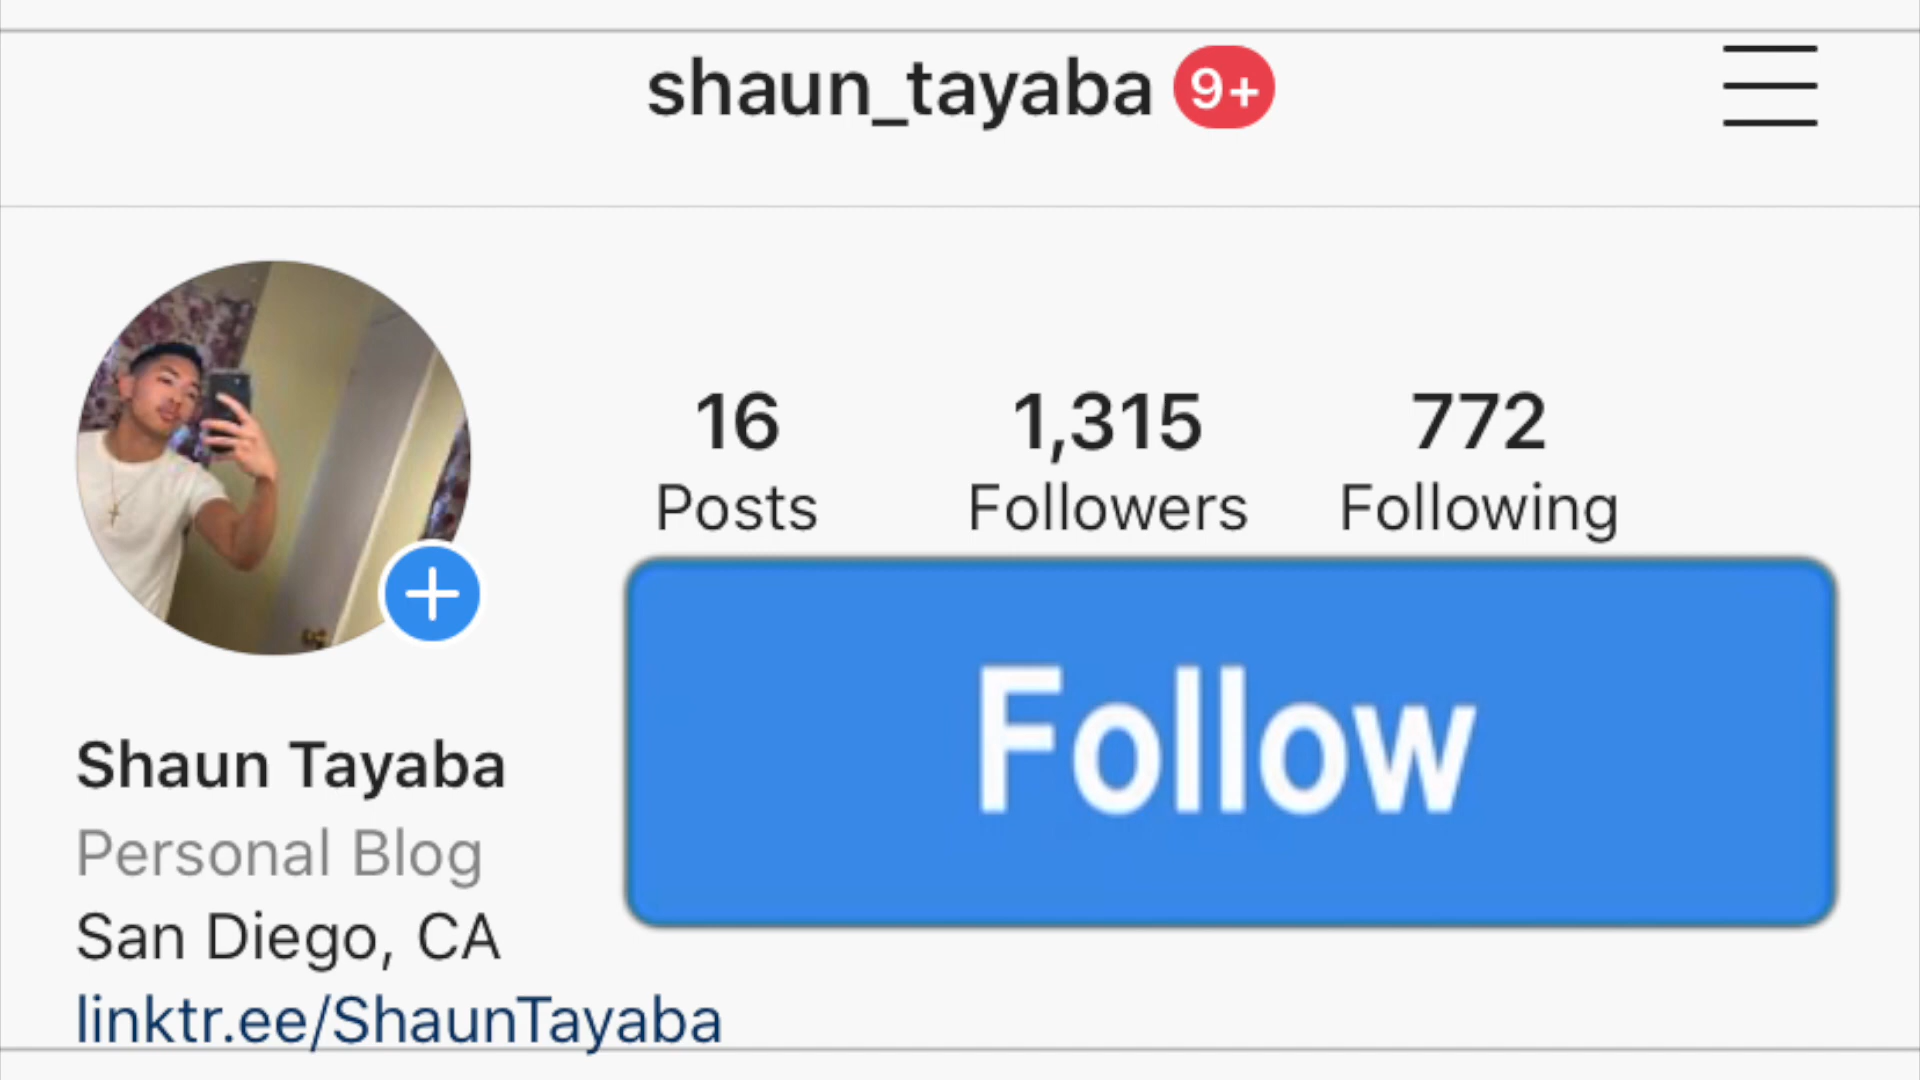 shaun_tayaba 9+
16 1,315 772
Posts Followers Following
Follow
Shaun Tayaba
Personal Blog
San Diego, CA
linktr.ee/ShaunTayaba